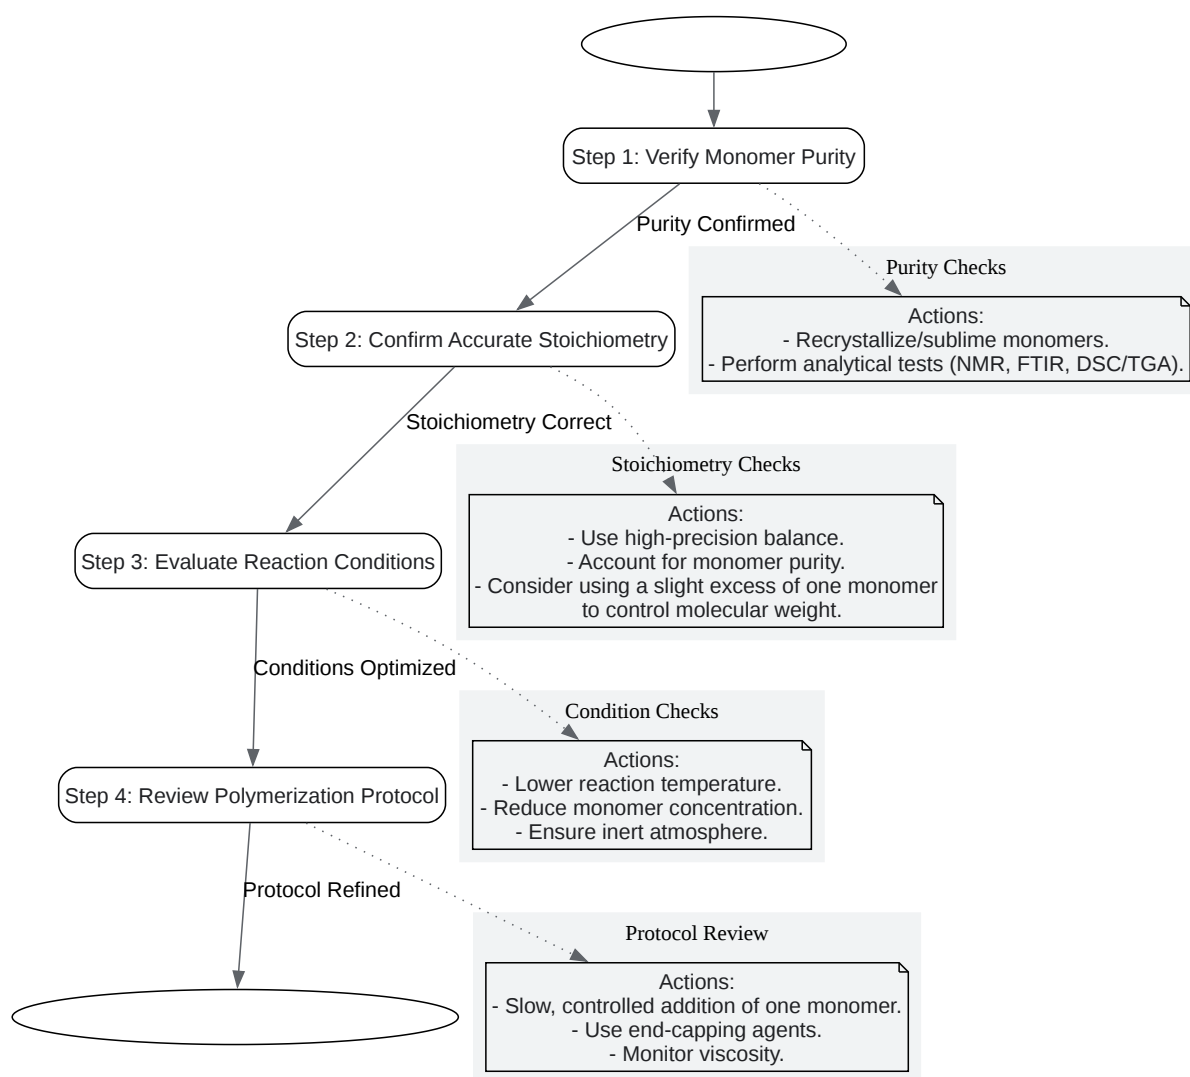 Step 1: Verify Monomer Purity
Purity Confirmed
Purity Checks
Actions:
- Recrystallize/sublime monomers.
- Perform analytical tests (NMR, FTIR, DSC/TGA).
Step 2: Confirm Accurate Stoichiometry
Stoichiometry Correct
Stoichiometry Checks
Actions:
- Use high-precision balance.
- Account for monomer purity.
- Consider using a slight excess of one monomer
to control molecular weight.
Step 3: Evaluate Reaction Conditions
Conditions Optimized
Condition Checks
Actions:
- Lower reaction temperature.
- Reduce monomer concentration.
- Ensure inert atmosphere.
Step 4: Review Polymerization Protocol
Protocol Refined
Protocol Review
Actions:
- Slow, controlled addition of one monomer.
- Use end-capping agents.
- Monitor viscosity.